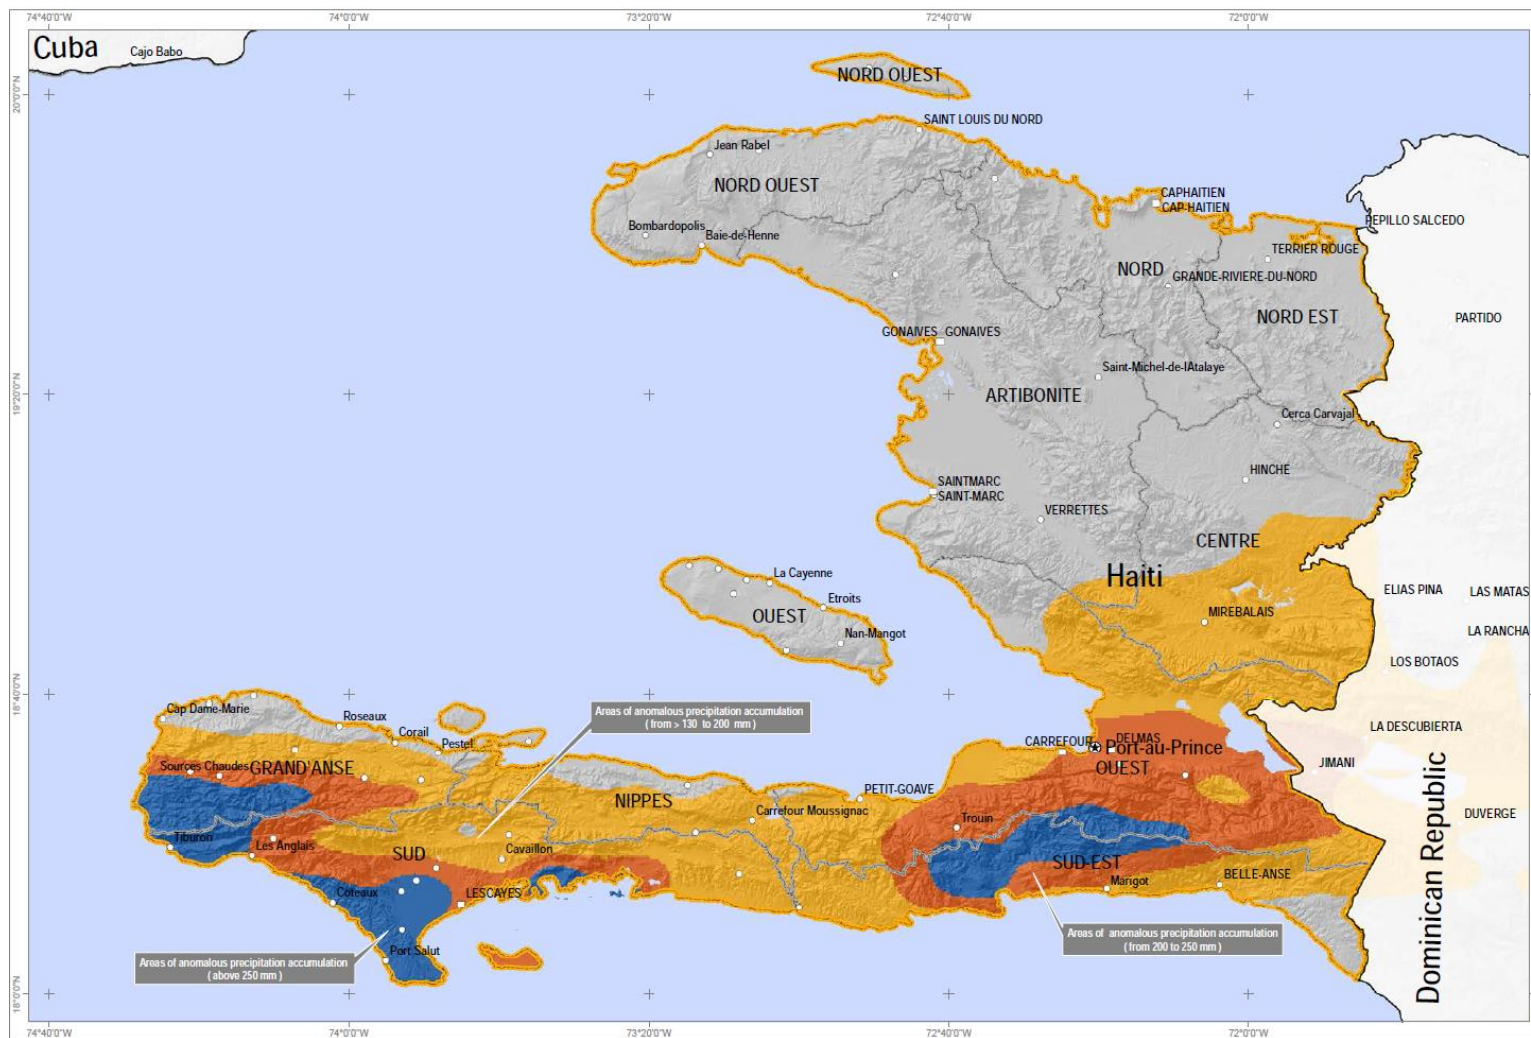 74°40'0"W
74°0'0"W
73°20'0"W
72°40'0"W
72°0'0"W
Cuba
Cajo Babo
NORD OUEST
20°0'0"N
SAINT LOUIS DU NORD
Jean Rabel
NORD OUEST
CAPHAITIEN
CAP-HAITIEN
PEPILLO SALCEDO
Bombardopolis
Baie-de-Henne
TERRIER ROUGE
NORD
GRANDE-RIVIERE-DU-NORD
NORD EST
PARTIDO
GONAIVES
GONAIVES
Saint-Michel-de-lAtalaye
19°20'0"N
ARTIBONITE
Cerca Carvajal
HINCHE
SAINTMARC
SAINT-MARC
VERRETTES
CENTRE
Haiti
La Cayenne
ELIAS PINA
LAS MATAS
Etroits
OUEST
MIREBALAIS
Nan-Mangot
LA RANCHA
LOS BOTAOS
18°40'0"N
Cap Dame-Marie
Roseaux
Corail
Pestel
Areas of anomalous precipitation accumulation
( from > 130 to 200 mm )
LA DESCUBIERTA
CARREFOUR
DELMAS
Port-au-Prince
OUEST
Sources Chaudes
GRAND'ANSE
JIMANI
NIPPES
PETIT-GOAVE
Carrefour Moussignac
Trouin
DUVERGE
Tiburon
Les Anglais
SUD
Cavaillon
SUD-EST
Coteaux
LESCAYES
Marigot
BELLE-ANSE
Port Salut
Areas of anomalous precipitation accumulation
( above 250 mm )
Areas of anomalous precipitation accumulation
( from 200 to 250 mm )
Dominican Republic
18°0'0"N
74°40'0"W
74°0'0"W
73°20'0"W
72°40'0"W
72°0'0"W